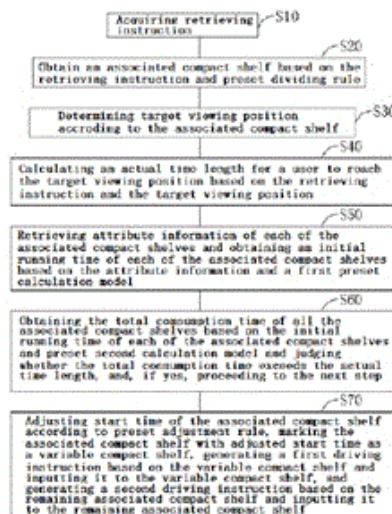 S10
Acquiring retrieving
instruction
S20
Obtain an associated compact shelf based on the
retrieving instruction and preset dividing rule
S30
Determining target viewing position
accroding to the associated compact shelf
S40
Calculating an actual time length for a user to reach
the target viewing position based on the retrieving
instruction and the target viewing position
S50
Retrieving attribute information of each of the
associated compact shelves and obtaining an initial
running time of each of the associated compact shelves
based on the attribute information and a first preset
calculation model
S60
Obtaining the total consumption time of all the
associated compact shelves based on the initial
running time of each of the associated compact shelves
and preset second calculation model and judging
whether the total consumption time exceeds the actual
time length, and, if yes, proceeding to the next step
S70
Adjusting start time of the associated compact shelf
according to preset adjustment rule, marking the
associated compact shelf with adjusted start time as
a variable compact shelf, generating a first driving
instruction based on the variable compact shelf and
inputting it to the variable compact shelf, and
generating a second driving instruction based on the
remaining associated compact shelf and inputting it
to the remaining associated compact shelf